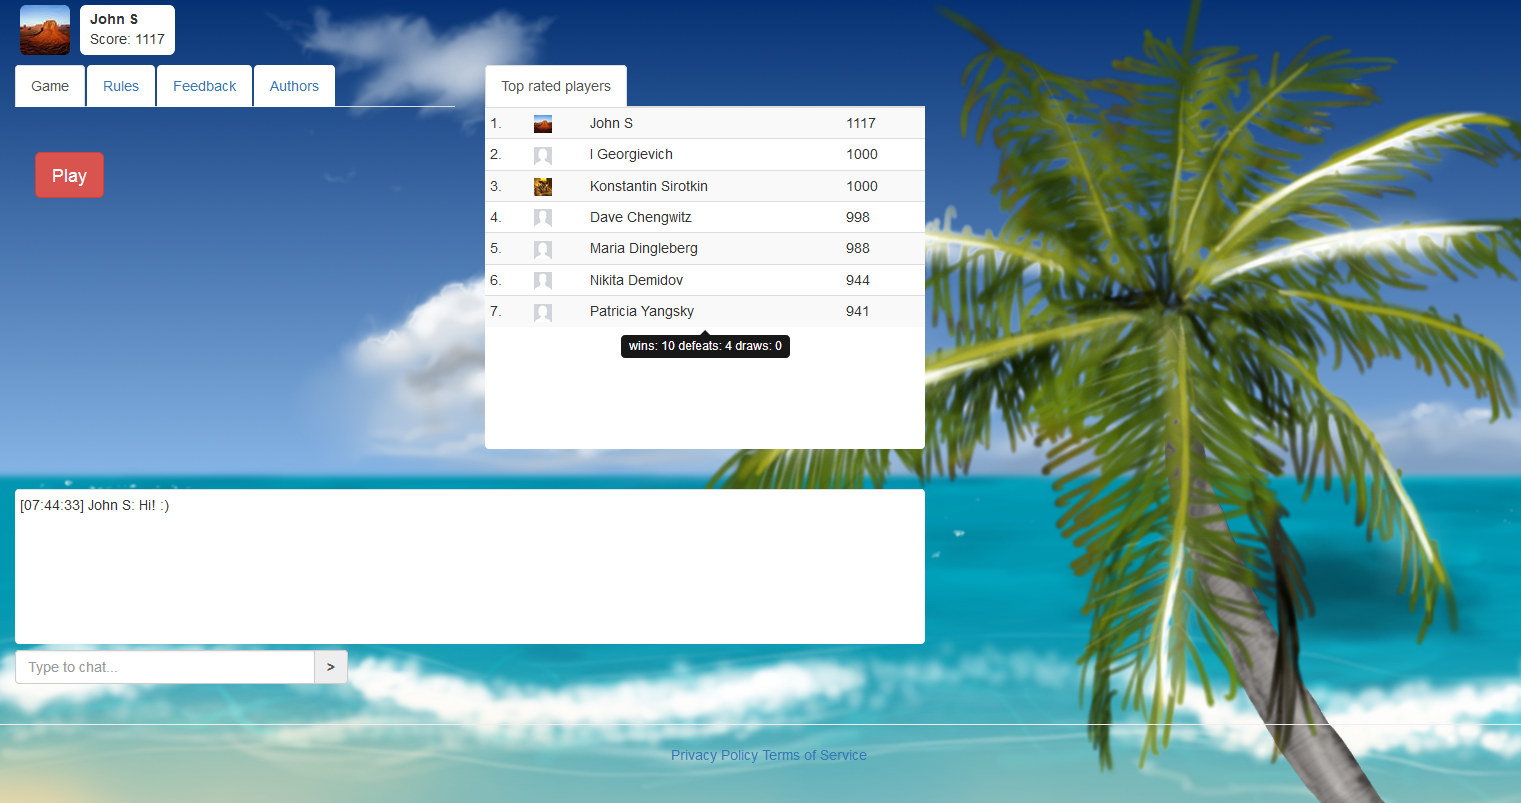 John S
Score: 1117
Game Rules Feedback Authors
Top rated players
Play
1. John S 1117
2. I Georgievich 1000
3. Konstantin Sirotkin 1000
4. Dave Chengwitz 998
5. Maria Dingleberg 988
6. Nikita Demidov 944
7. Patricia Yangsky 941
wins: 10 defeats: 4 draws: 0
[07:44:33] John S: Hi! :)
Type to chat... >
Privacy Policy Terms of Service